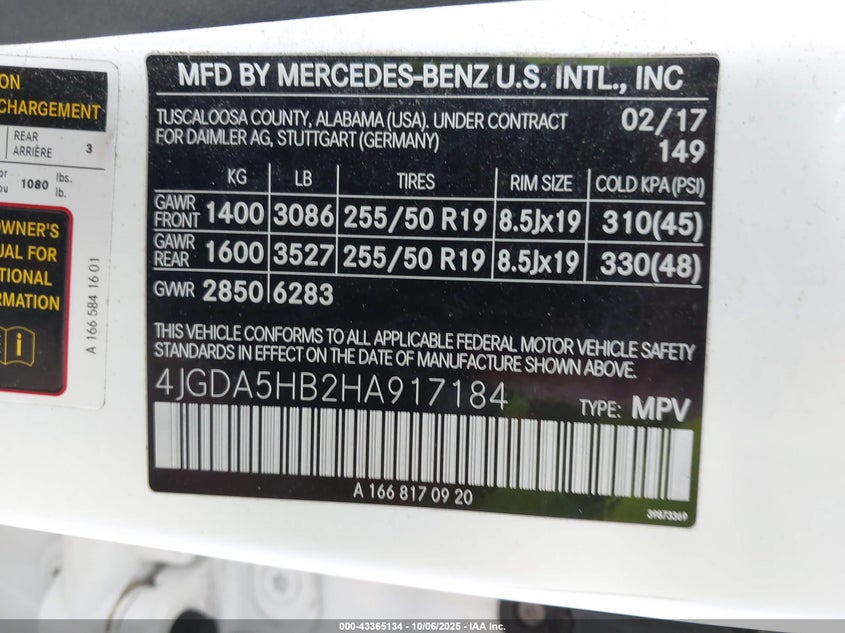 ION
CHARGEMENT
REAR
ARRIÈRE 3
or
ou 1080 lbs.
lb.
OWNER'S
UAL FOR
TIONAL
RMATION
i
A 166 584 16 01
MFD BY MERCEDES-BENZ U.S. INTL., INC
TUSCALOOSA COUNTY, ALABAMA (USA). UNDER CONTRACT 02/17
FOR DAIMLER AG, STUTTGART (GERMANY) 149
KG LB TIRES RIM SIZE COLD KPA(PSI)
GAWR FRONT 1400 3086 255/50 R19 8.5Jx19 310(45)
GAWR REAR 1600 3527 255/50 R19 8.5Jx19 330(48)
GVWR 2850 6283
THIS VEHICLE CONFORMS TO ALL APPLICABLE FEDERAL MOTOR VEHICLE SAFETY
STANDARDS IN EFFECT ON THE DATE OF MANUFACTURE SHOWN ABOVE.
4JGDA5HB2HA917184 TYPE: MPV
A 166 817 09 20
39873369
000-43365134 - 10/06/2025 - IAA Inc.